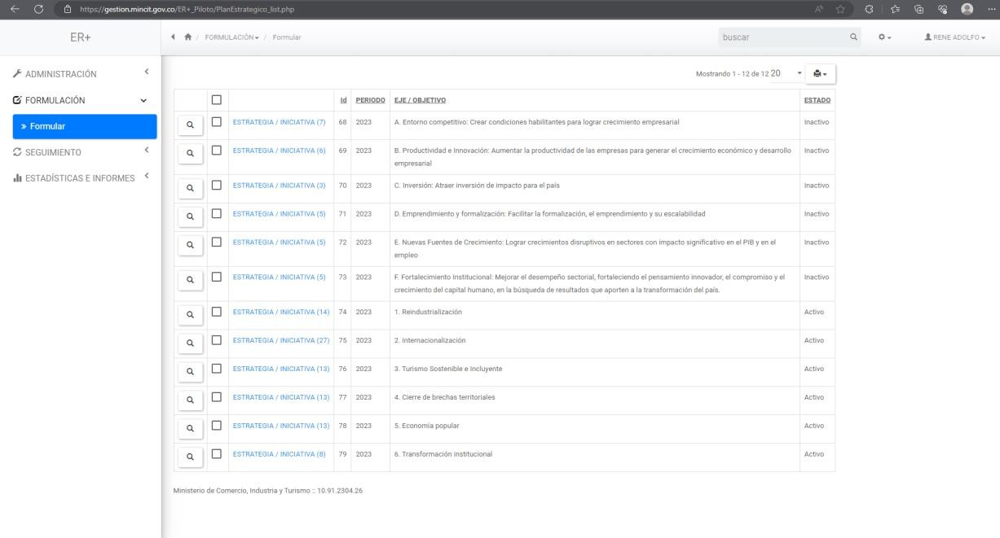 https://gestion.mincit.gov.co/ER+_Piloto/PlanEstrategico_list.php
ER+
/ FORMULACIÓN / Formular
buscar
RENE ADOLFO
ADMINISTRACIÓN
FORMULACIÓN
» Formular
SEGUIMIENTO
ESTADÍSTICAS E INFORMES
Mostrando 1 - 12 de 12 20
Id PERIODO EJE / OBJETIVO ESTADO
ESTRATEGIA / INICIATIVA (7) 68 2023 A. Entorno competitivo: Crear condiciones habilitantes para lograr crecimiento empresarial Inactivo
ESTRATEGIA / INICIATIVA (6) 69 2023 B. Productividad e Innovación: Aumentar la productividad de las empresas para generar el crecimiento económico y desarrollo Inactivo
empresarial
ESTRATEGIA / INICIATIVA (3) 70 2023 C. Inversión: Atraer inversión de impacto para el país Inactivo
ESTRATEGIA / INICIATIVA (5) 71 2023 D. Emprendimiento y formalización: Facilitar la formalización, el emprendimiento y su escalabilidad Inactivo
ESTRATEGIA / INICIATIVA (5) 72 2023 E. Nuevas Fuentes de Crecimiento: Lograr crecimientos disruptivos en sectores con impacto significativo en el PIB y en el Inactivo
empleo
ESTRATEGIA / INICIATIVA (5) 73 2023 F. Fortalecimiento Institucional: Mejorar el desempeño sectorial, fortaleciendo el pensamiento innovador, el compromiso y el Inactivo
crecimiento del capital humano, en la búsqueda de resultados que aporten a la transformación del país.
ESTRATEGIA / INICIATIVA (14) 74 2023 1. Reindustrialización Activo
ESTRATEGIA / INICIATIVA (27) 75 2023 2. Internacionalización Activo
ESTRATEGIA / INICIATIVA (13) 76 2023 3. Turismo Sostenible e Incluyente Activo
ESTRATEGIA / INICIATIVA (13) 77 2023 4. Cierre de brechas territoriales Activo
ESTRATEGIA / INICIATIVA (13) 78 2023 5. Economía popular Activo
ESTRATEGIA / INICIATIVA (8) 79 2023 6. Transformación institucional Activo
Ministerio de Comercio, Industria y Turismo :: 10.91.2304.26